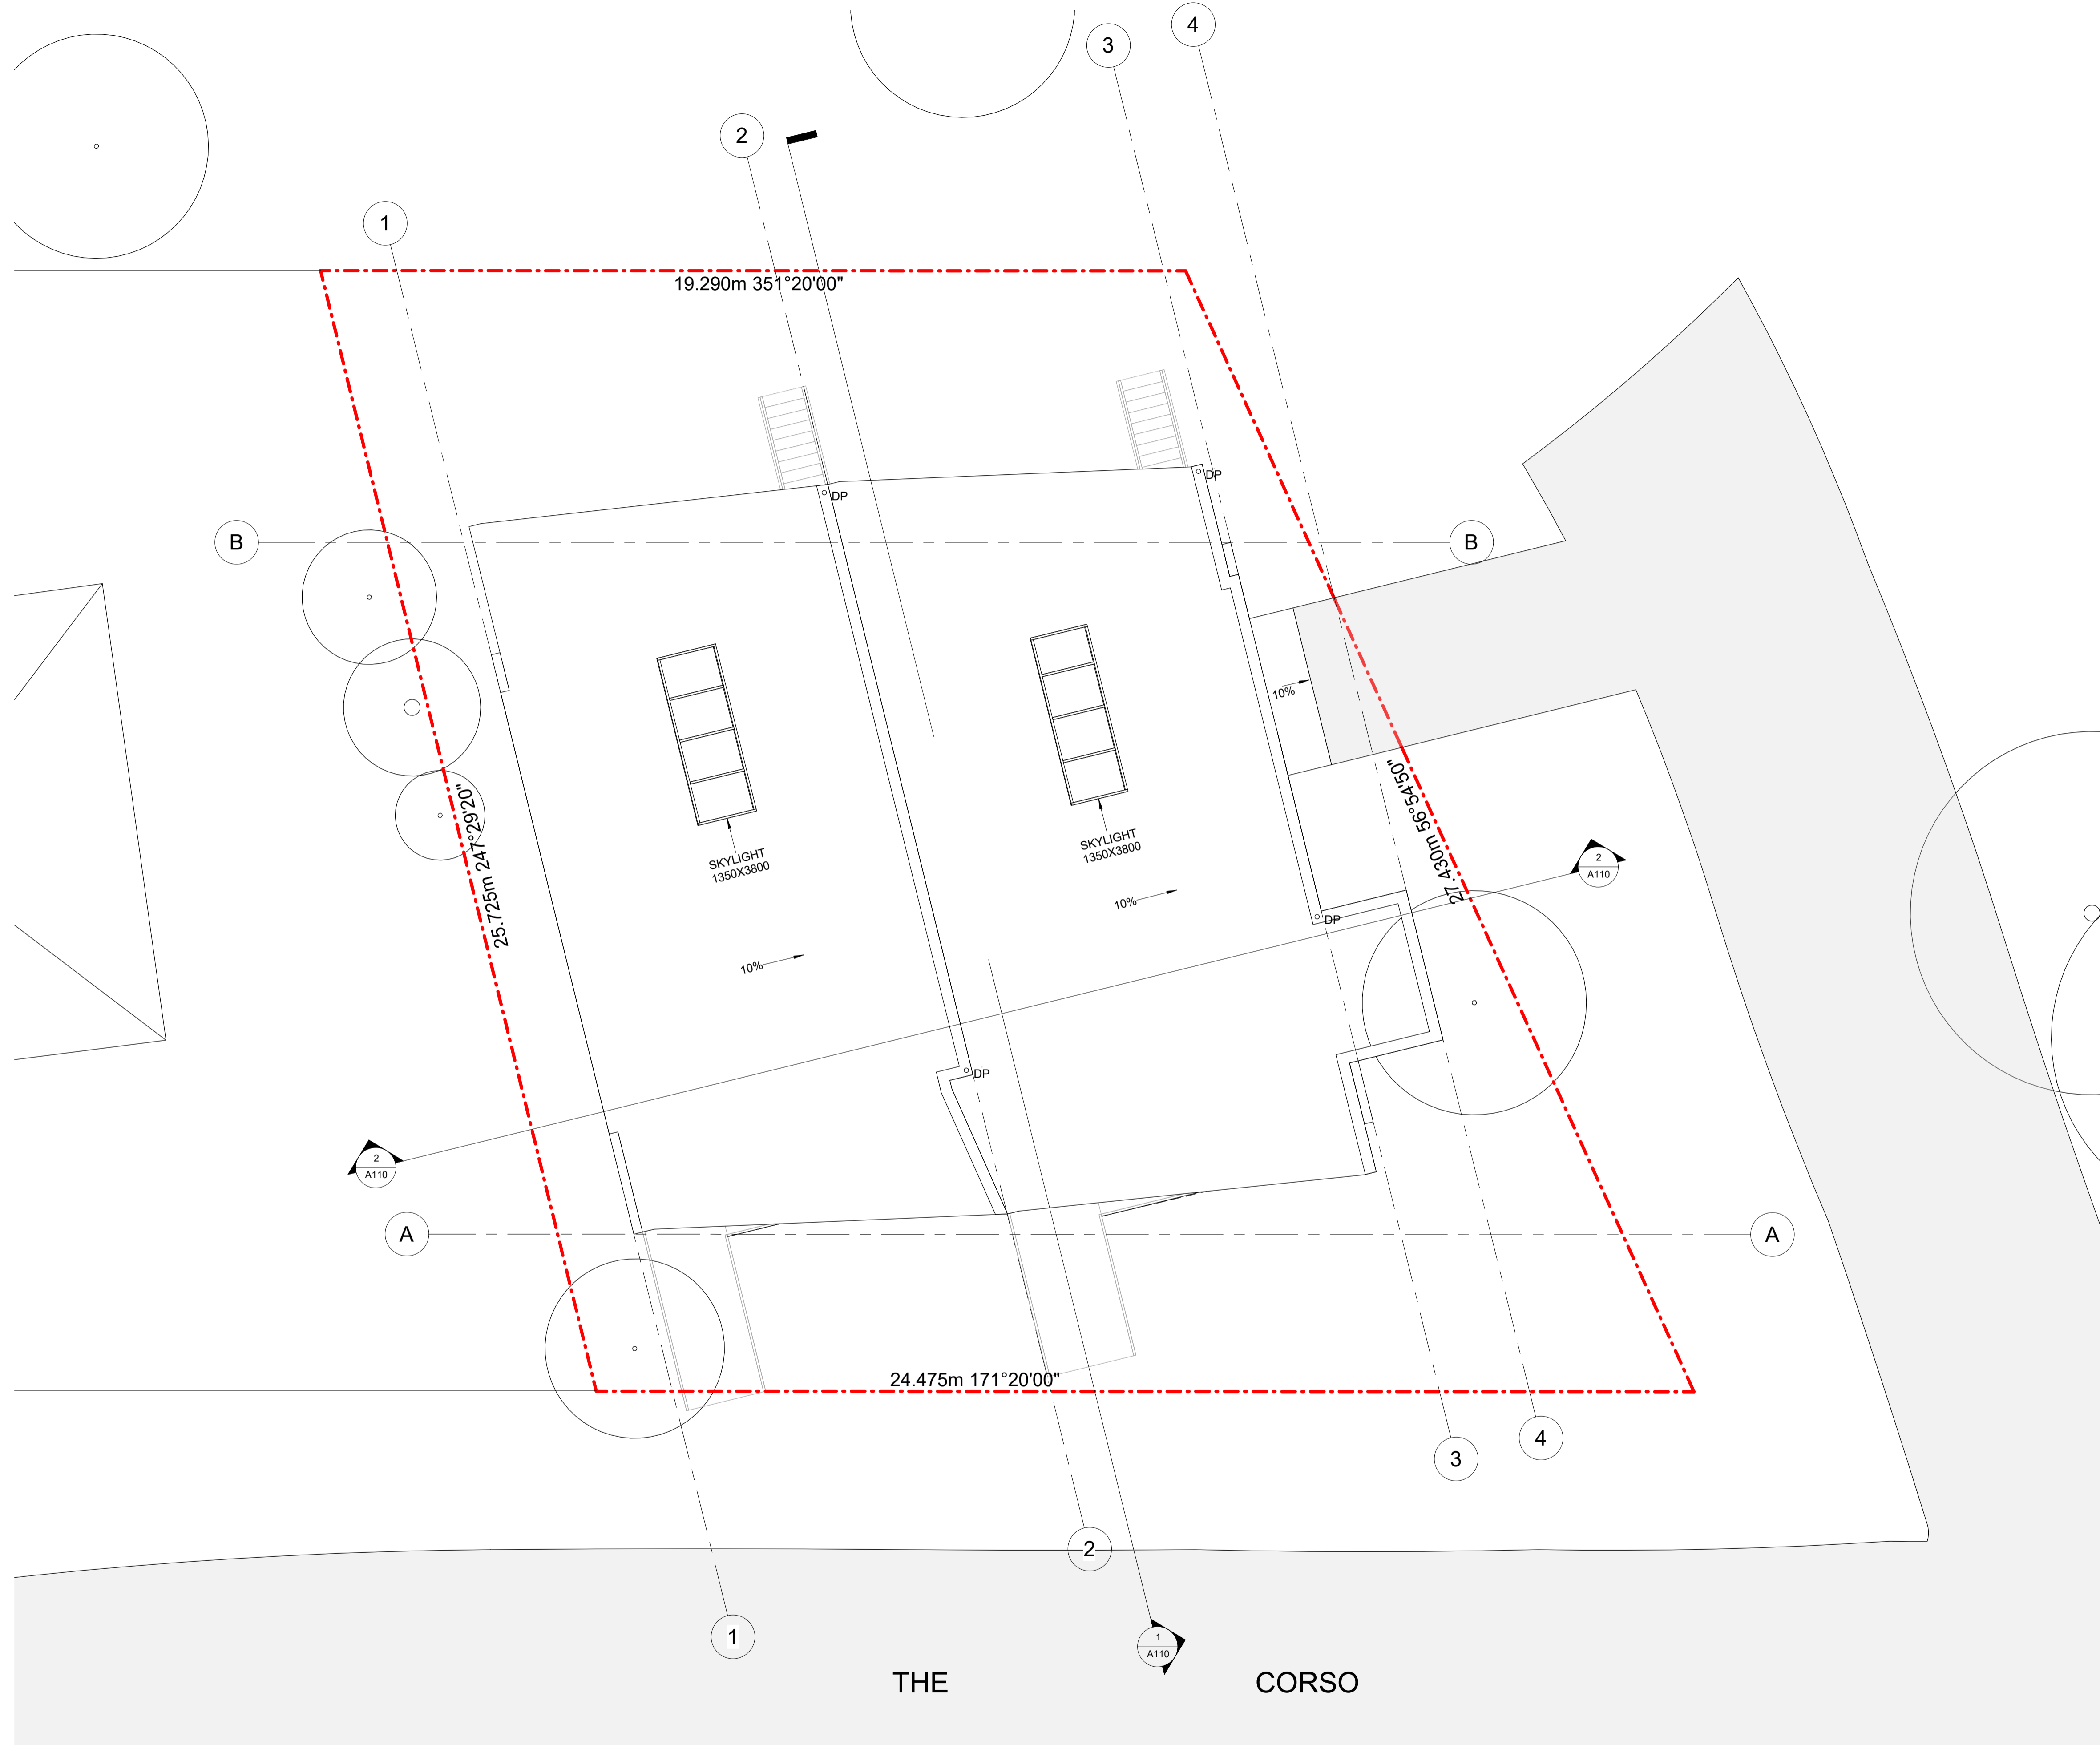 4
3
2
1
19.290m 351°20'00"
DP
DP
B
B
10%
25.725m 247°29'20"
27.430m 56°54'50"
SKYLIGHT
1350X3800
SKYLIGHT
1350X3800
2
A110
10%
DP
10%
DP
2
A110
A
A
24.475m 171°20'00"
4
3
2
1
1
A110
THE CORSO